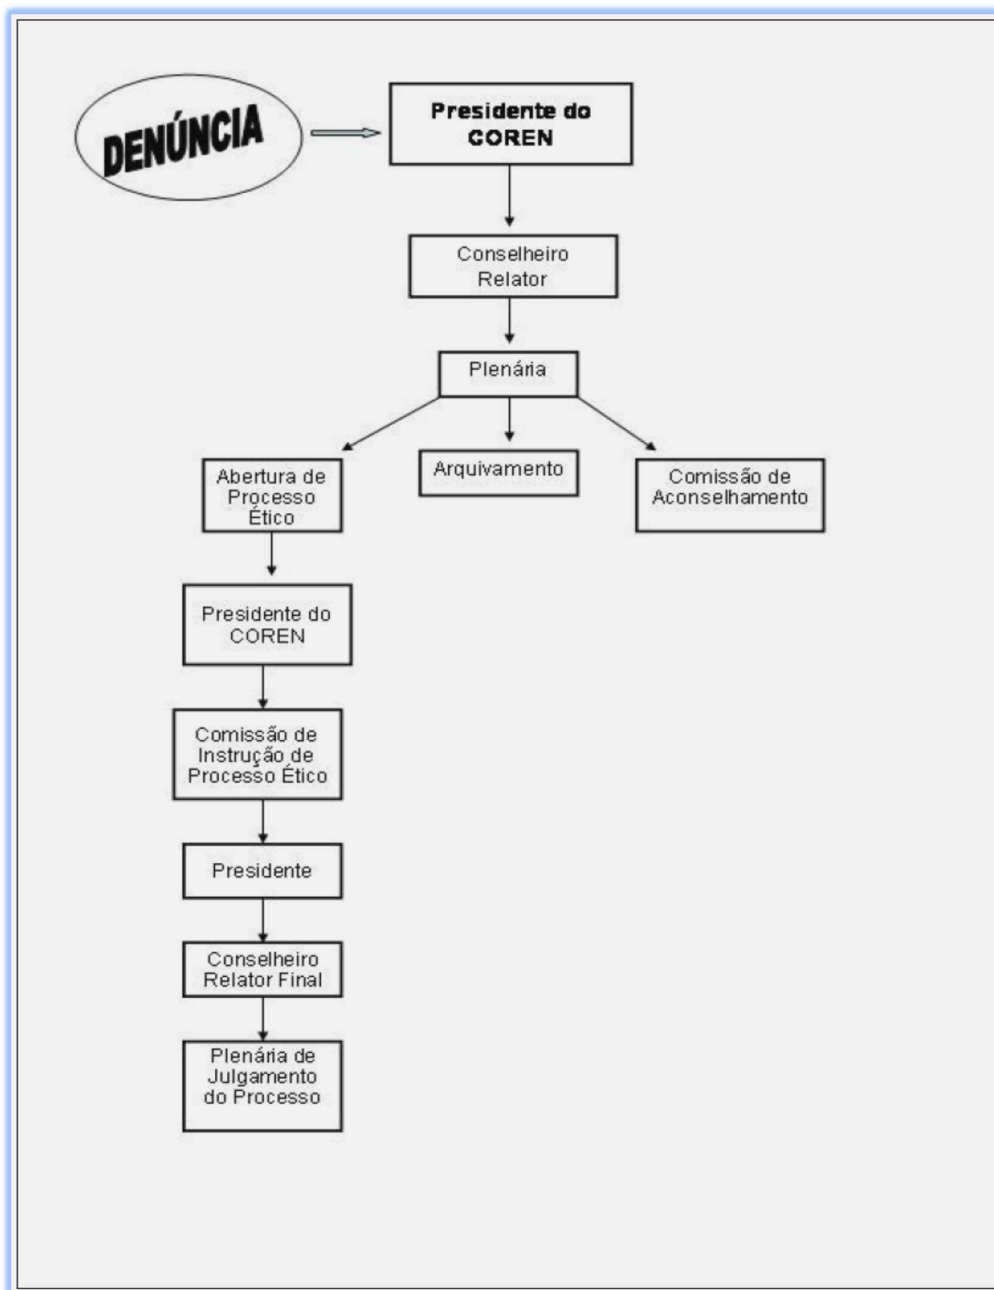 DENÚNCIA
Presidente do
COREN
Conselheiro
Relator
Plenária
Abertura de
Processo
Ético
Arquivamento
Comissão de
Aconselhamento
Presidente do
COREN
Comissão de
Instrução de
Processo Ético
Presidente
Conselheiro
Relator Final
Plenária de
Julgamento
do Processo